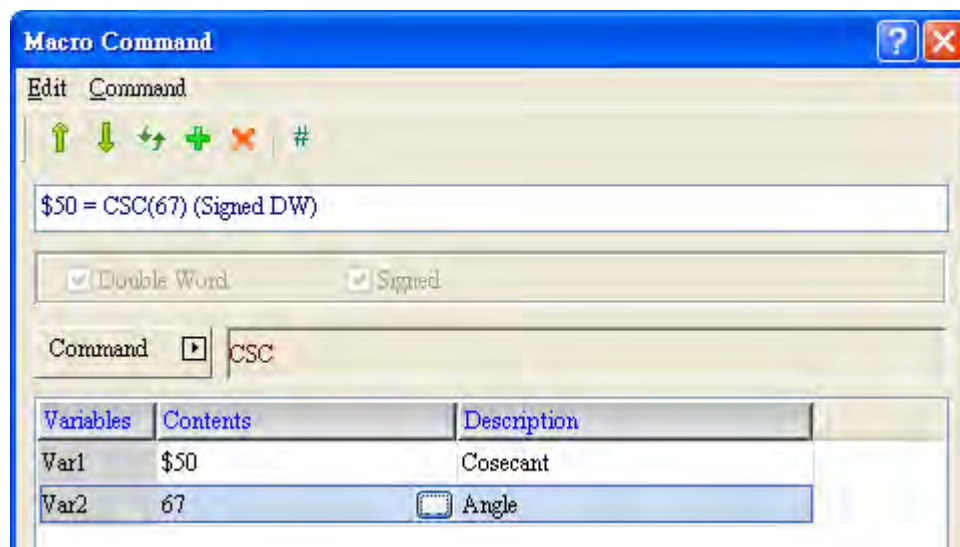 Macro Command
Edit Command
#
$50 = CSC(67) (Signed DW)
Double Word Signed
Command CSC
Variables Contents Description
Var1 $50 Cosecant
Var2 67 Angle